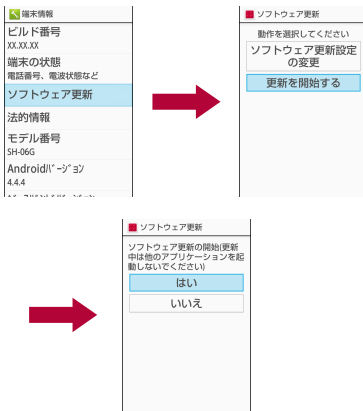 端末情報
ビルド番号
XX.XX.XX
端末の状態
電話番号、電波状態など
ソフトウェア更新
法的情報
モデル番号
SH-06G
Androidバージョン
4.4.4
ソフトウェア更新
動作を選択してください
ソフトウェア更新設定
の変更
更新を開始する
ソフトウェア更新
ソフトウェア更新の開始(更新
中は他のアプリケーションを起
動しないでください)
はい
いいえ